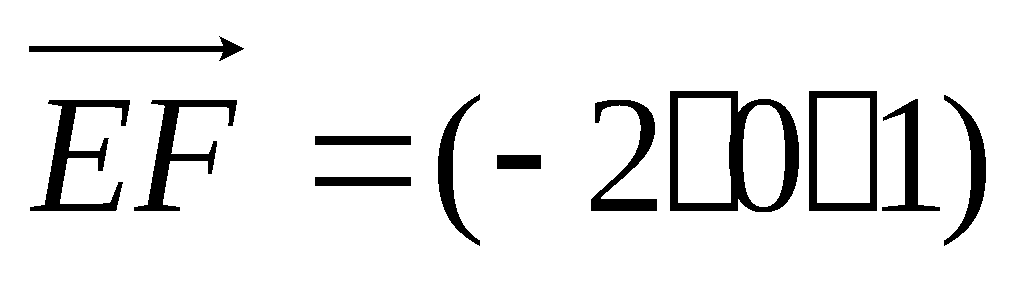 EF = (- 2□0□1)